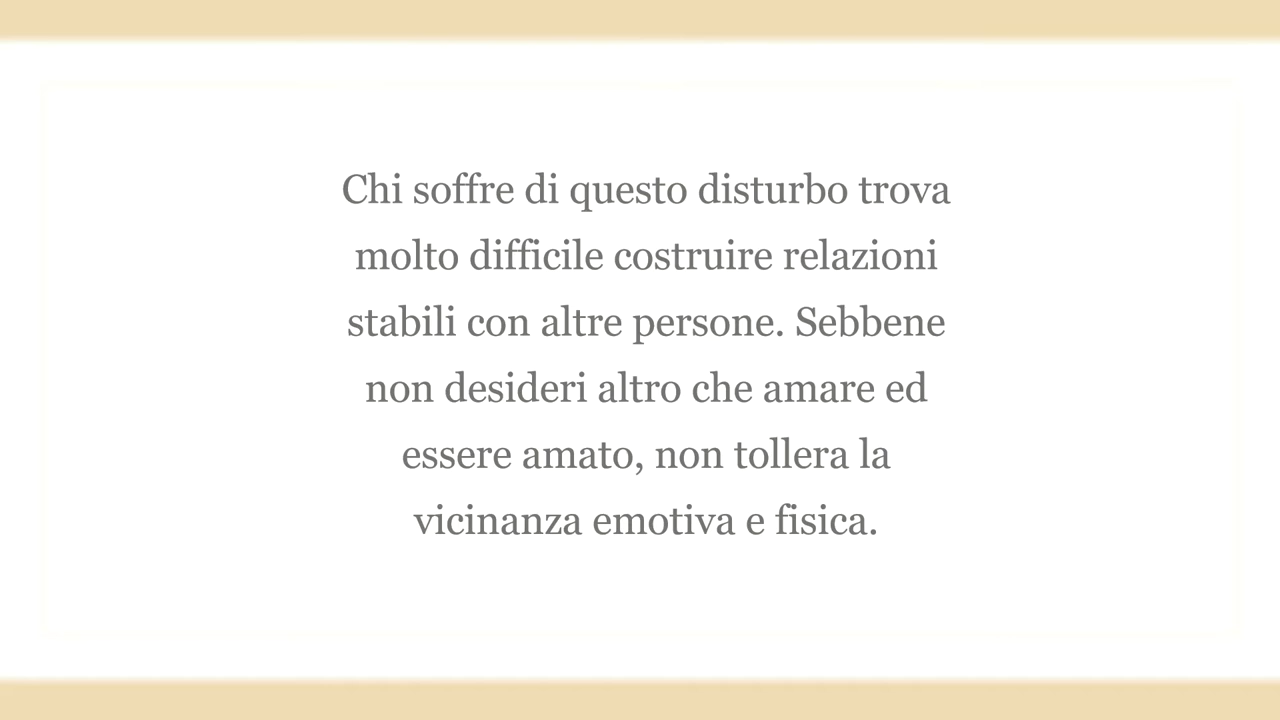 Chi soffre di questo disturbo trova
molto difficile costruire relazioni
stabili con altre persone. Sebbene
non desideri altro che amare ed
essere amato, non tollera la
vicinanza emotiva e fisica.